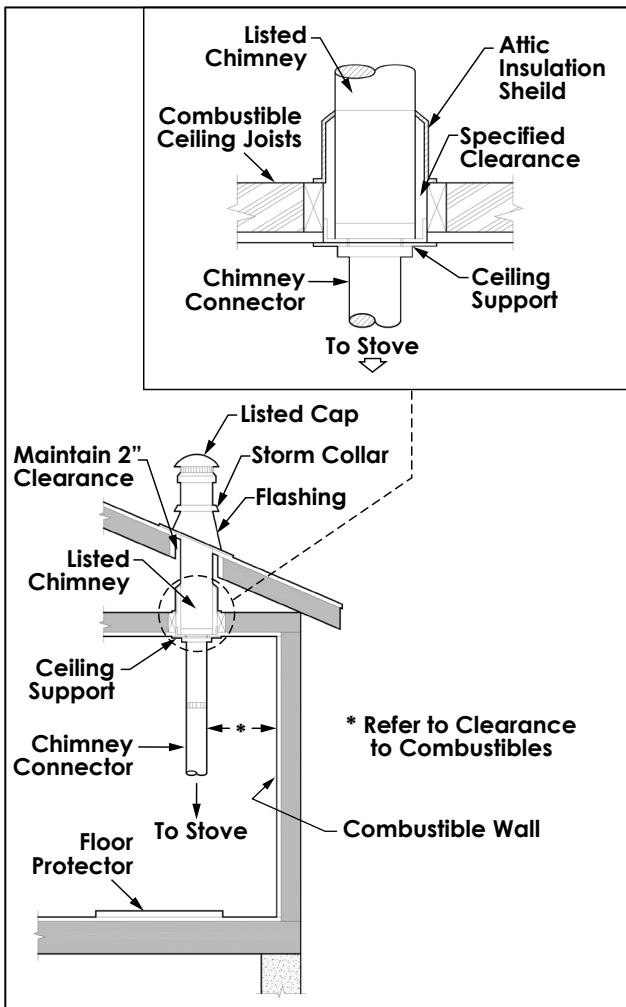 Listed
Chimney
Attic
Insulation
Sheild
Combustible
Ceiling Joists
Specified
Clearance
Chimney
Connector
Ceiling
Support
To Stove
Listed Cap
Maintain 2"
Clearance
Storm Collar
Flashing
Listed
Chimney
Ceiling
Support
*
* Refer to Clearance
to Combustibles
Chimney
Connector
To Stove
Combustible Wall
Floor
Protector